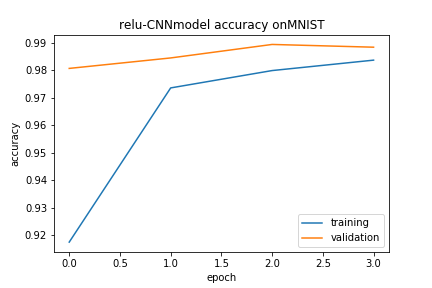 relu-CNNmodel accuracy onMNIST
0.99
0.98
0.97
0.96
0.95
0.94
0.93
0.92
accuracy
0.0 0.5 1.0 1.5 2.0 2.5 3.0
epoch
training
validation